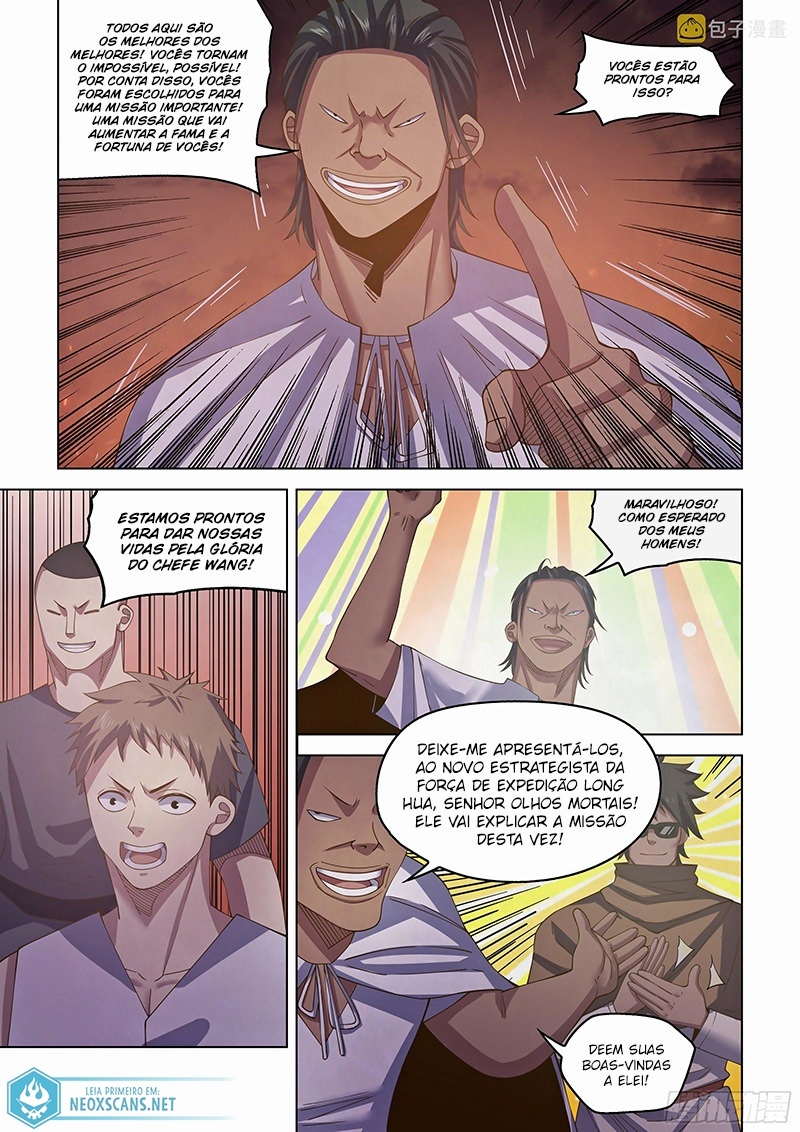 TODOS AQUI SÃO
OS MELHORES DOS
MELHORES! VOCÊS TORNAM
O IMPOSSÍVEL, POSSÍVEL!
POR CONTA DISSO, VOCÊS
FORAM ESCOLHIDOS PARA
UMA MISSÃO IMPORTANTE!
UMA MISSÃO QUE VAI
AUMENTAR A FAMA E A
FORTUNA DE VOCÊS!
包子漫畫
VOCÊS ESTÃO
PRONTOS PARA
ISSO?
ESTAMOS PRONTOS
PARA DAR NOSSAS
VIDAS PELA GLÓRIA
DO CHEFE WANG!
MARAVILHOSO!
COMO ESPERADO
DOS MEUS
HOMENS!
DEIXE-ME APRESENTÁ-LOS,
AO NOVO ESTRATEGISTA DA
FORÇA DE EXPEDIÇÃO LONG
HUA, SENHOR OLHOS MORTAIS!
ELE VAI EXPLICAR A MISSÃO
DESTA VEZ!
DEEM SUAS
BOAS-VINDAS
A ELE!
LEIA PRIMEIRO EM:
NEOXSCANS.NET